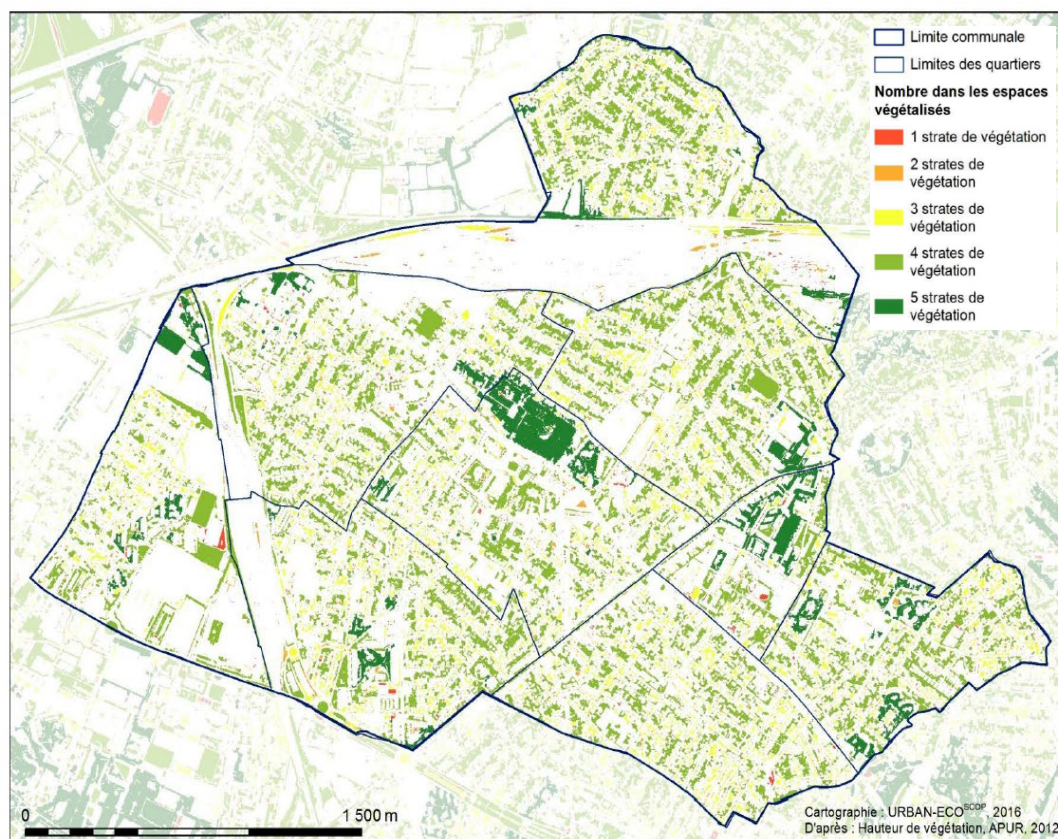 Limite communale
Limites des quartiers
Nombre dans les espaces
végétalisés
1 strate de végétation
2 strates de
végétation
3 strates de
végétation
4 strates de
végétation
5 strates de
végétation
0
1 500 m
Cartographie : URBAN-ECO SCOP, 2016
D'après : Hauteur de végétation, APUR, 2012